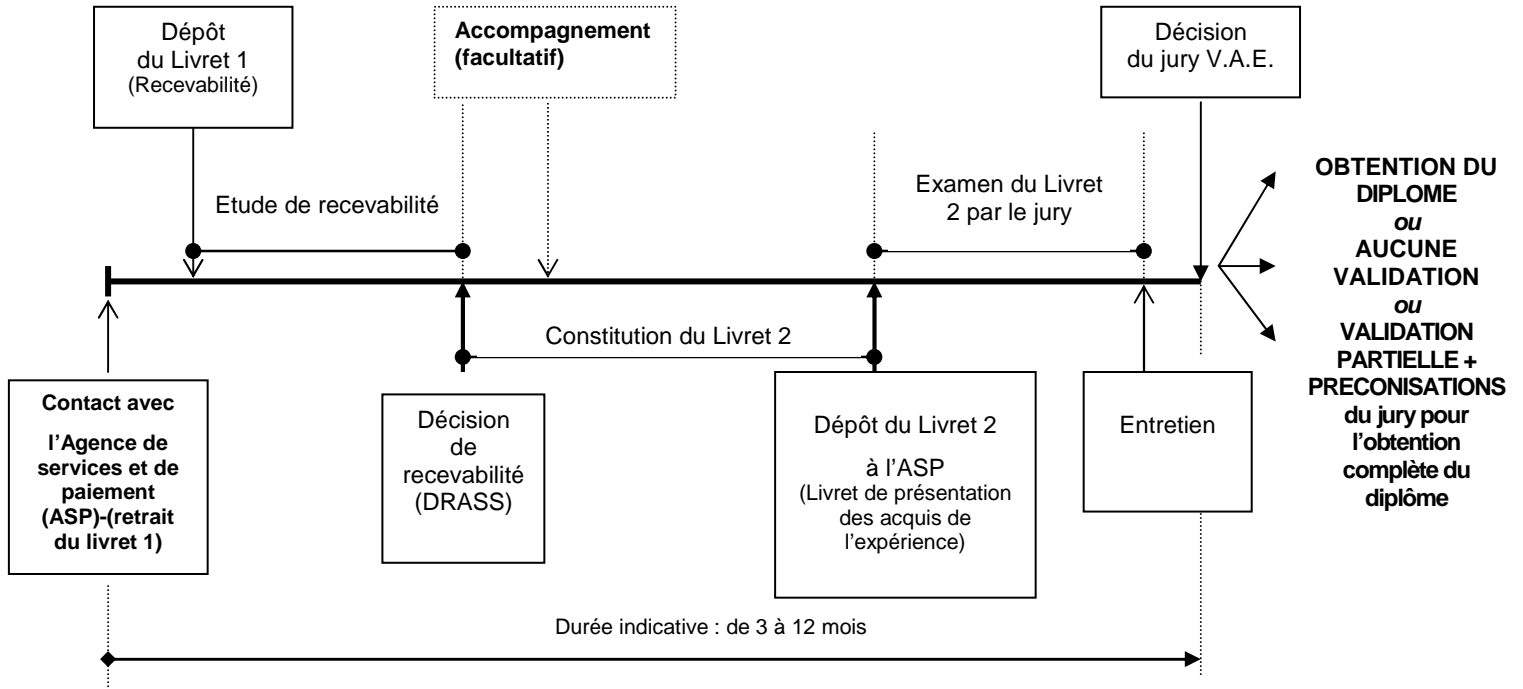 Dépôt
du Livret 1
(Recevabilité)
Accompagnement
(facultatif)
Décision
du jury V.A.E.
Etude de recevabilité
Examen du Livret
2 par le jury
OBTENTION DU
DIPLOME
ou
AUCUNE
VALIDATION
ou
VALIDATION
PARTIELLE +
PRECONISATIONS
du jury pour
l'obtention
complète du
diplôme
Constitution du Livret 2
Contact avec
l'Agence de
services et de
paiement
(ASP)-(retrait
du livret 1)
Décision
de
recevabilité
(DRASS)
Dépôt du Livret 2
à l'ASP
(Livret de présentation
des acquis de
l'expérience)
Entretien
Durée indicative : de 3 à 12 mois